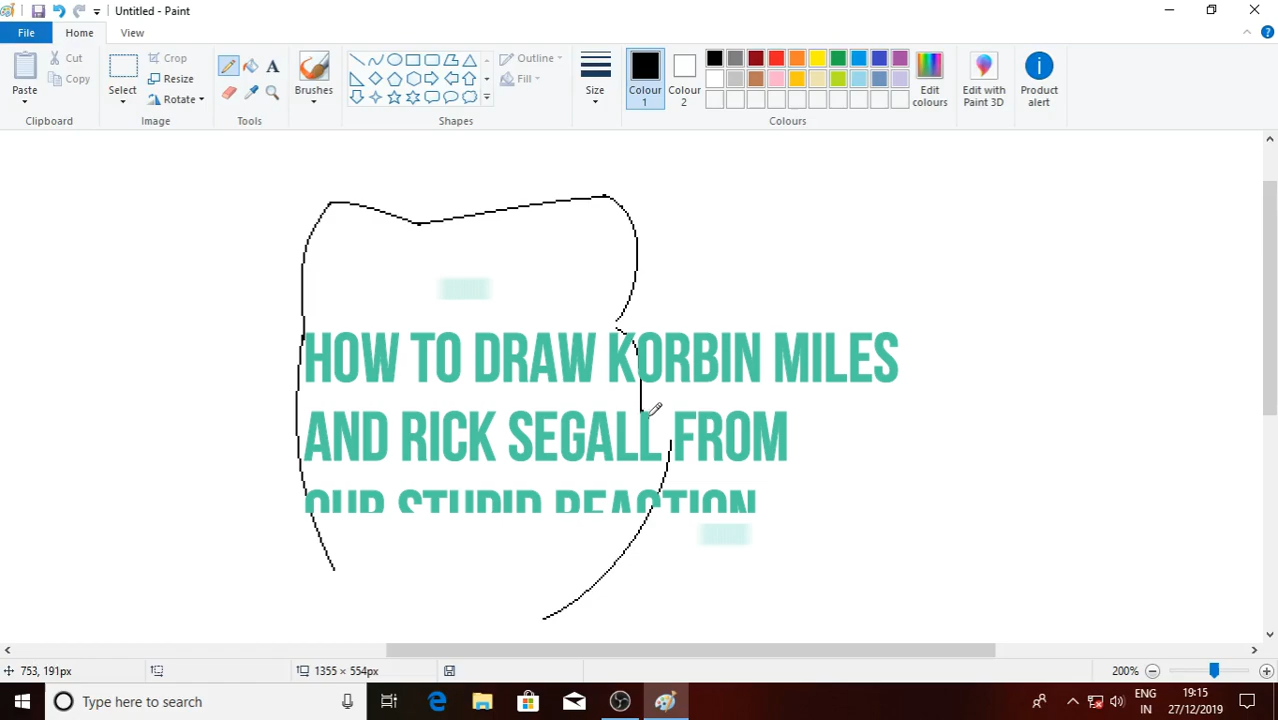 Untitled - Paint
File
Home
View
Paste
Cut
Copy
Clipboard
Select
Crop
Resize
Rotate
Image
A
Tools
Brushes
Outline
Fill
Shapes
Size
Colour 1
Colour 2
Edit colours
Edit with Paint 3D
Product alert
Colours
HOW TO DRAW KORBIN MILES
AND RICK SEGALL FROM
OUR STUPID REACTION
753, 191px
1355 × 554px
200%
Type here to search
ENG
IN
19:15
27/12/2019